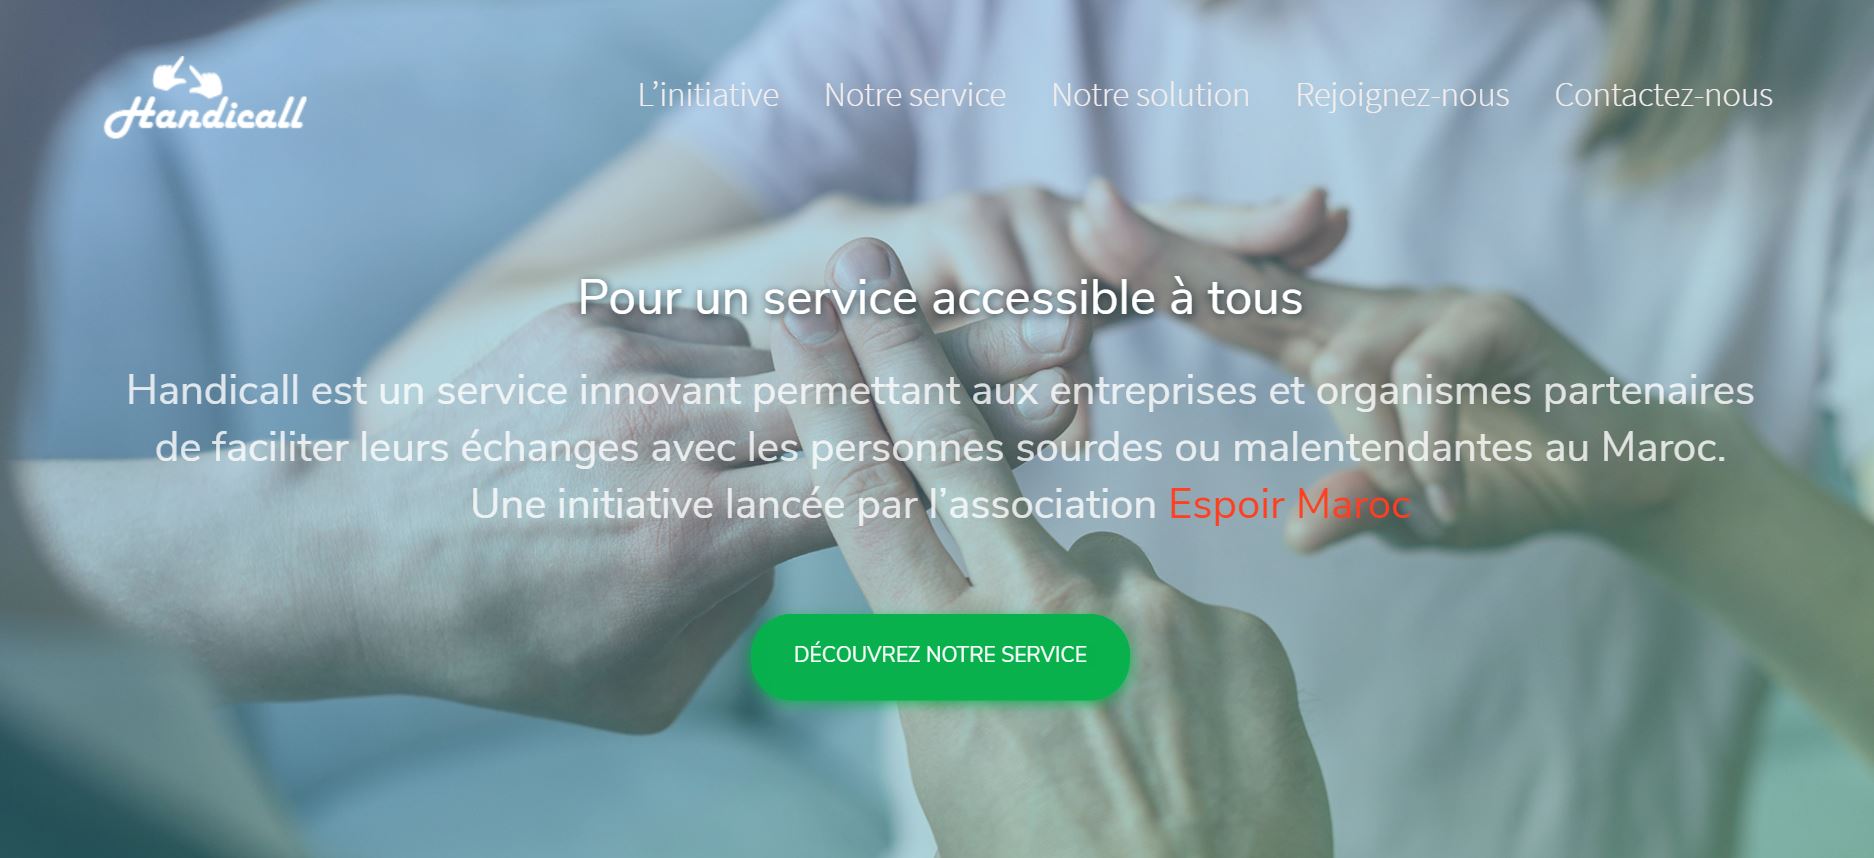 Handicall
L’initiative Notre service Notre solution Rejoignez-nous Contactez-nous
Pour un service accessible à tous
Handicall est un service innovant permettant aux entreprises et organismes partenaires
de faciliter leurs échanges avec les personnes sourdes ou malentendantes au Maroc.
Une initiative lancée par l’association Espoir Maroc
DÉCOUVREZ NOTRE SERVICE